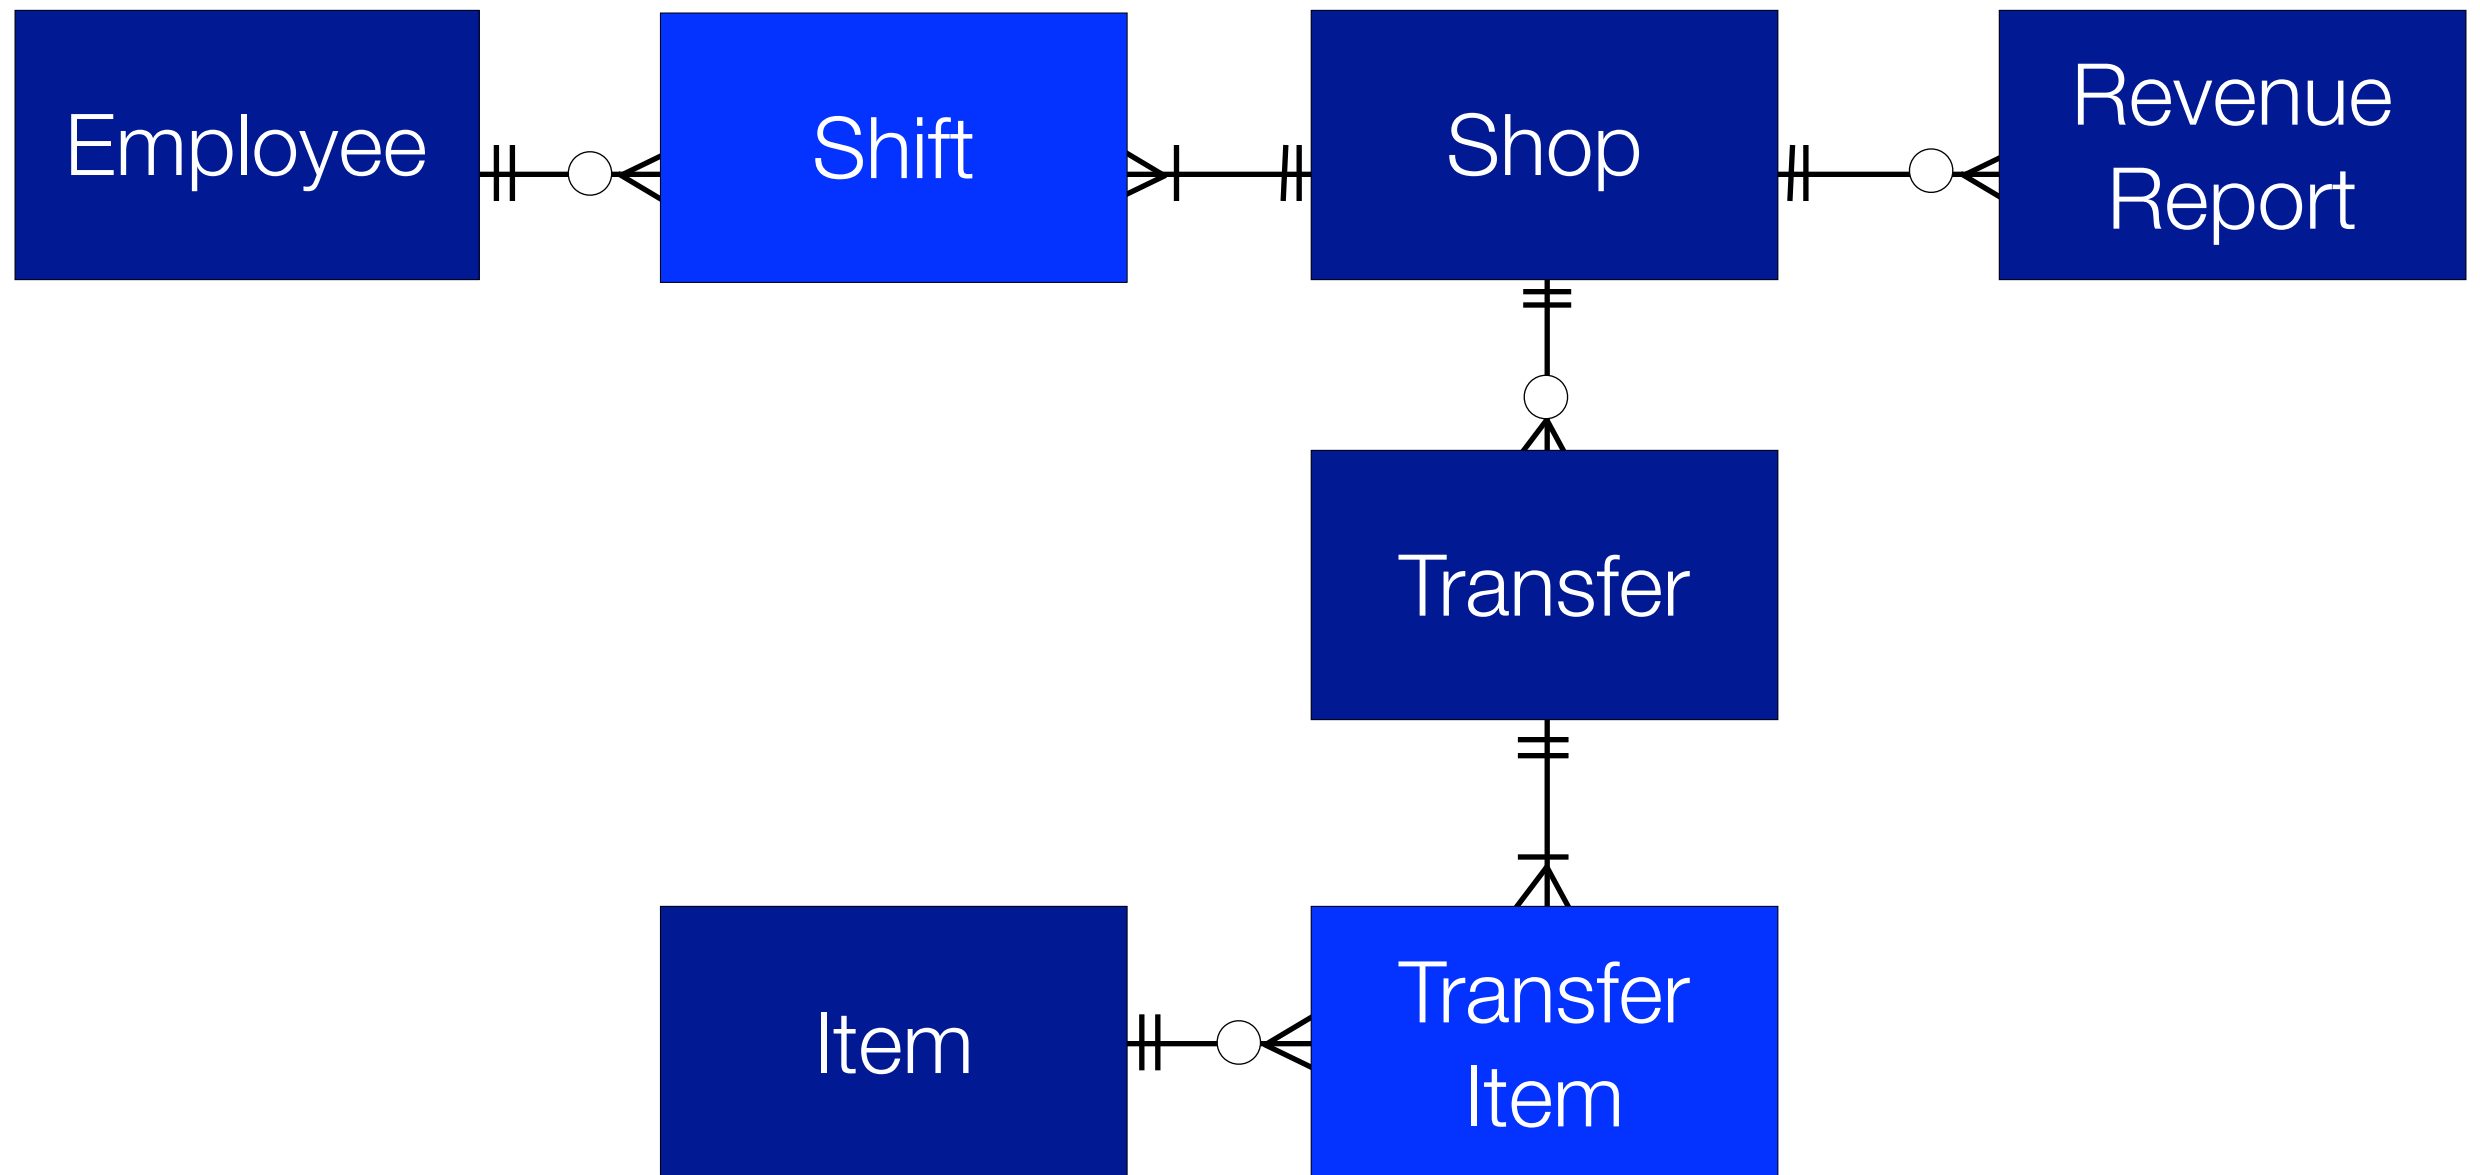 Employee
Shift
Shop
Revenue
Report
Transfer
Item
Transfer
Item